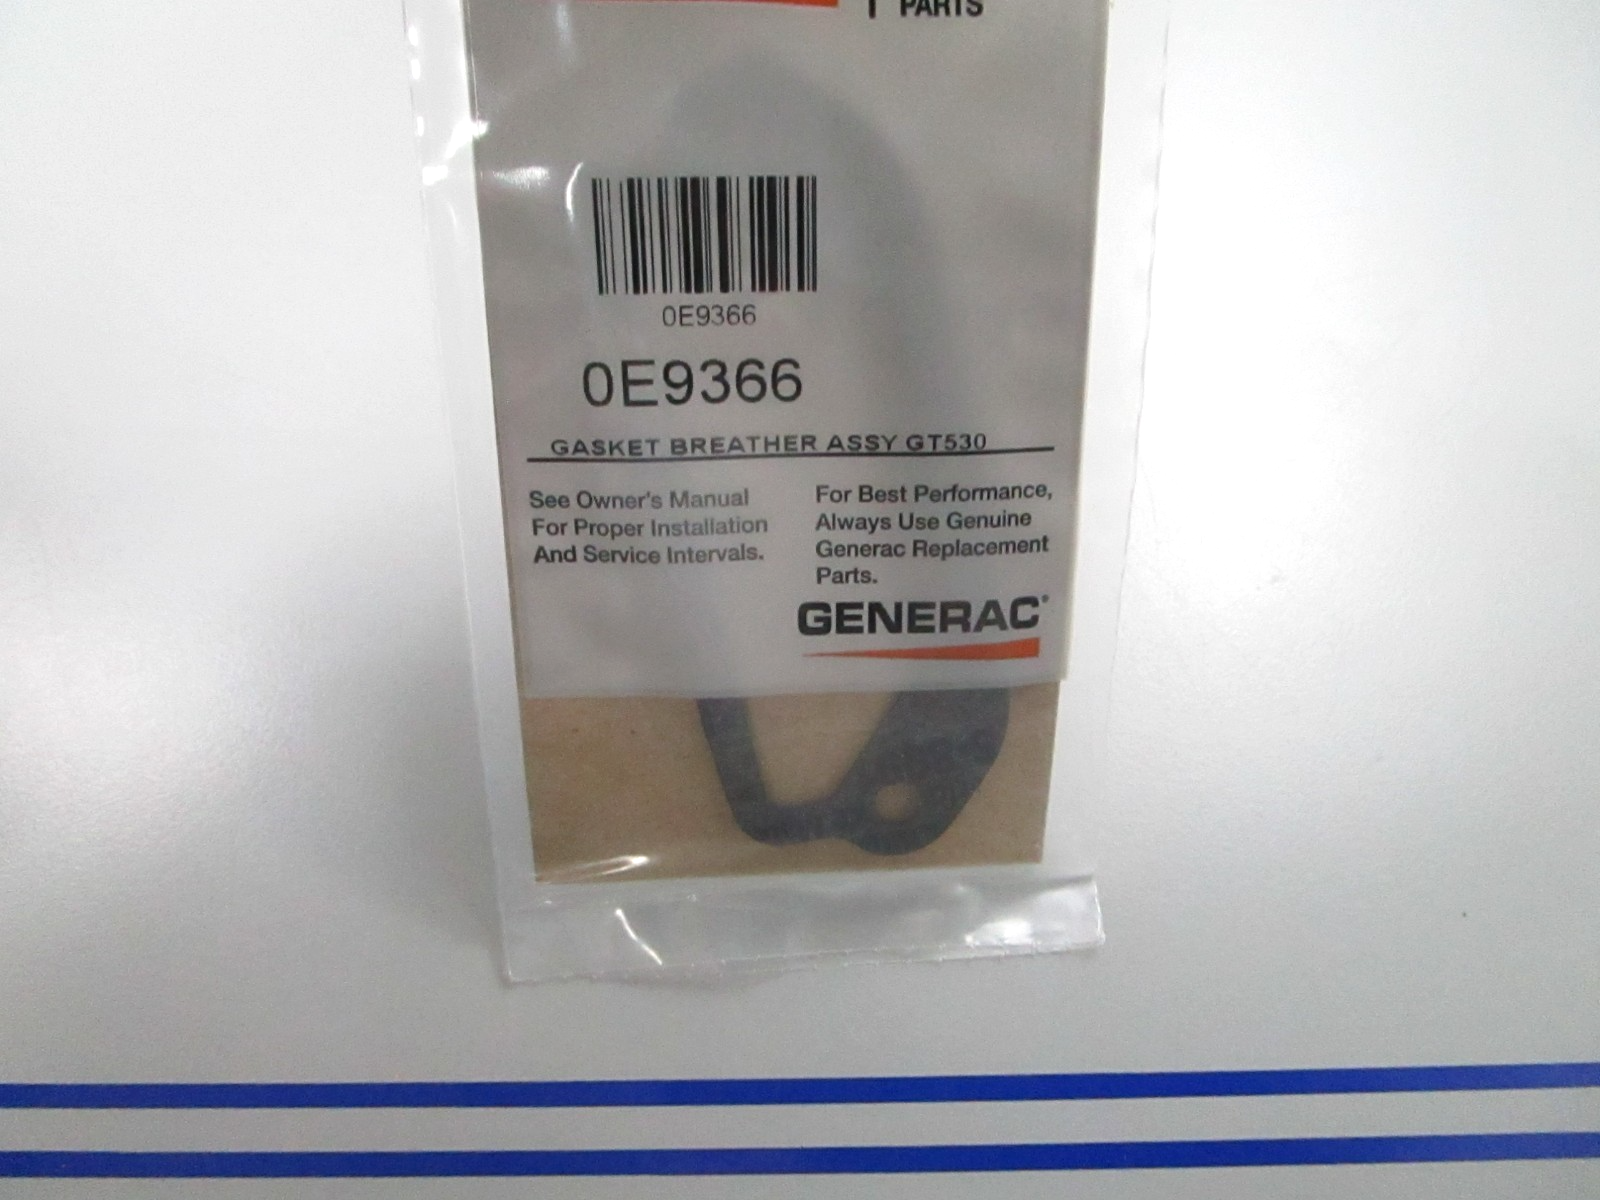 PARTS
0E9366
0E9366
GASKET BREATHER ASSY GT530
See Owner's Manual
For Proper Installation
And Service Intervals.
For Best Performance,
Always Use Genuine
Generac Replacement
Parts.
GENERAC®